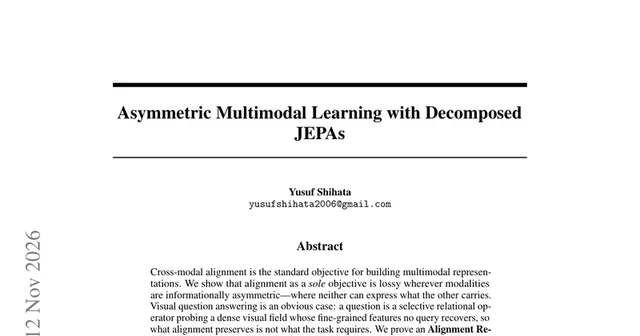 Asymmetric Multimodal Learning with Decomposed
JEPAs
Yusuf Shihata
yusufshihata2006@gmail.com
12 Nov 2026
Abstract
Cross-modal alignment is the standard objective for building multimodal represen-
tations. We show that alignment as a sole objective is lossy wherever modalities
are informationally asymmetric—where neither can express what the other carries.
Visual question answering is an obvious case: a question is a selective relational op-
erator probing a dense visual field whose fine-grained features no query recovers, so
what alignment preserves is not what the task requires. We prove an Alignment Re-